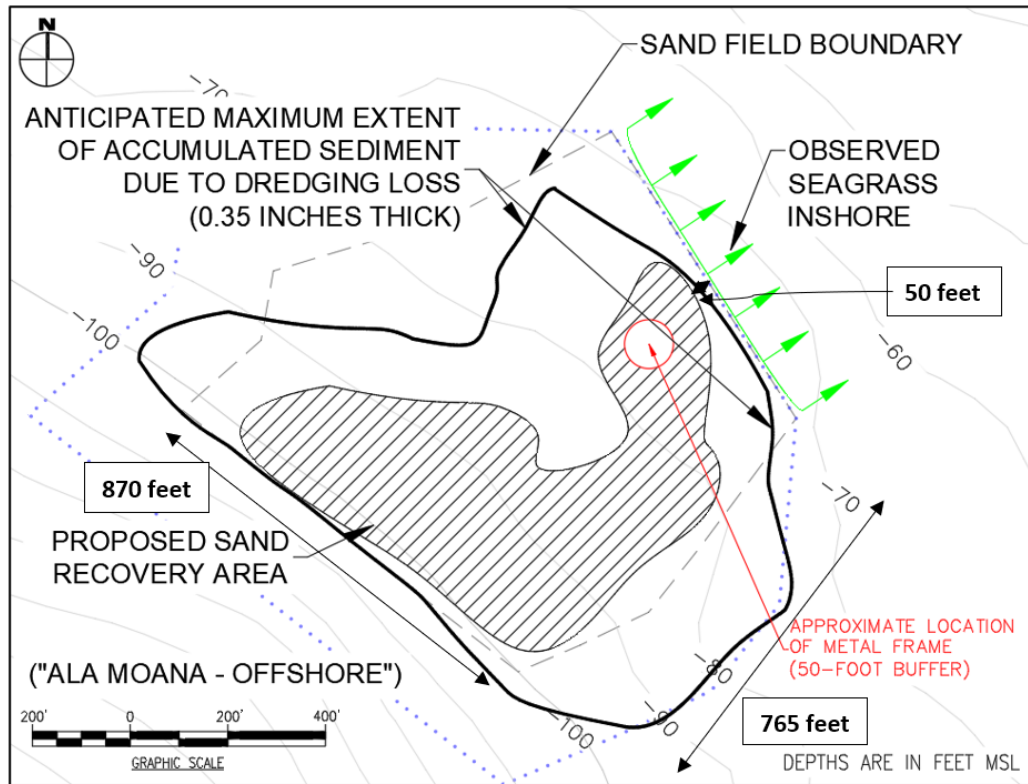 N
SAND FIELD BOUNDARY
-70
ANTICIPATED MAXIMUM EXTENT
OF ACCUMULATED SEDIMENT
DUE TO DREDGING LOSS
(0.35 INCHES THICK)
OBSERVED
SEAGRASS
INSHORE
-90
50 feet
-100
-60
870 feet
-70
PROPOSED SAND
RECOVERY AREA
APPROXIMATE LOCATION
OF METAL FRAME
(50-FOOT BUFFER)
("ALA MOANA - OFFSHORE")
-80
-90
-100
765 feet
200' 0 200' 400'
GRAPHIC SCALE
DEPTHS ARE IN FEET MSL